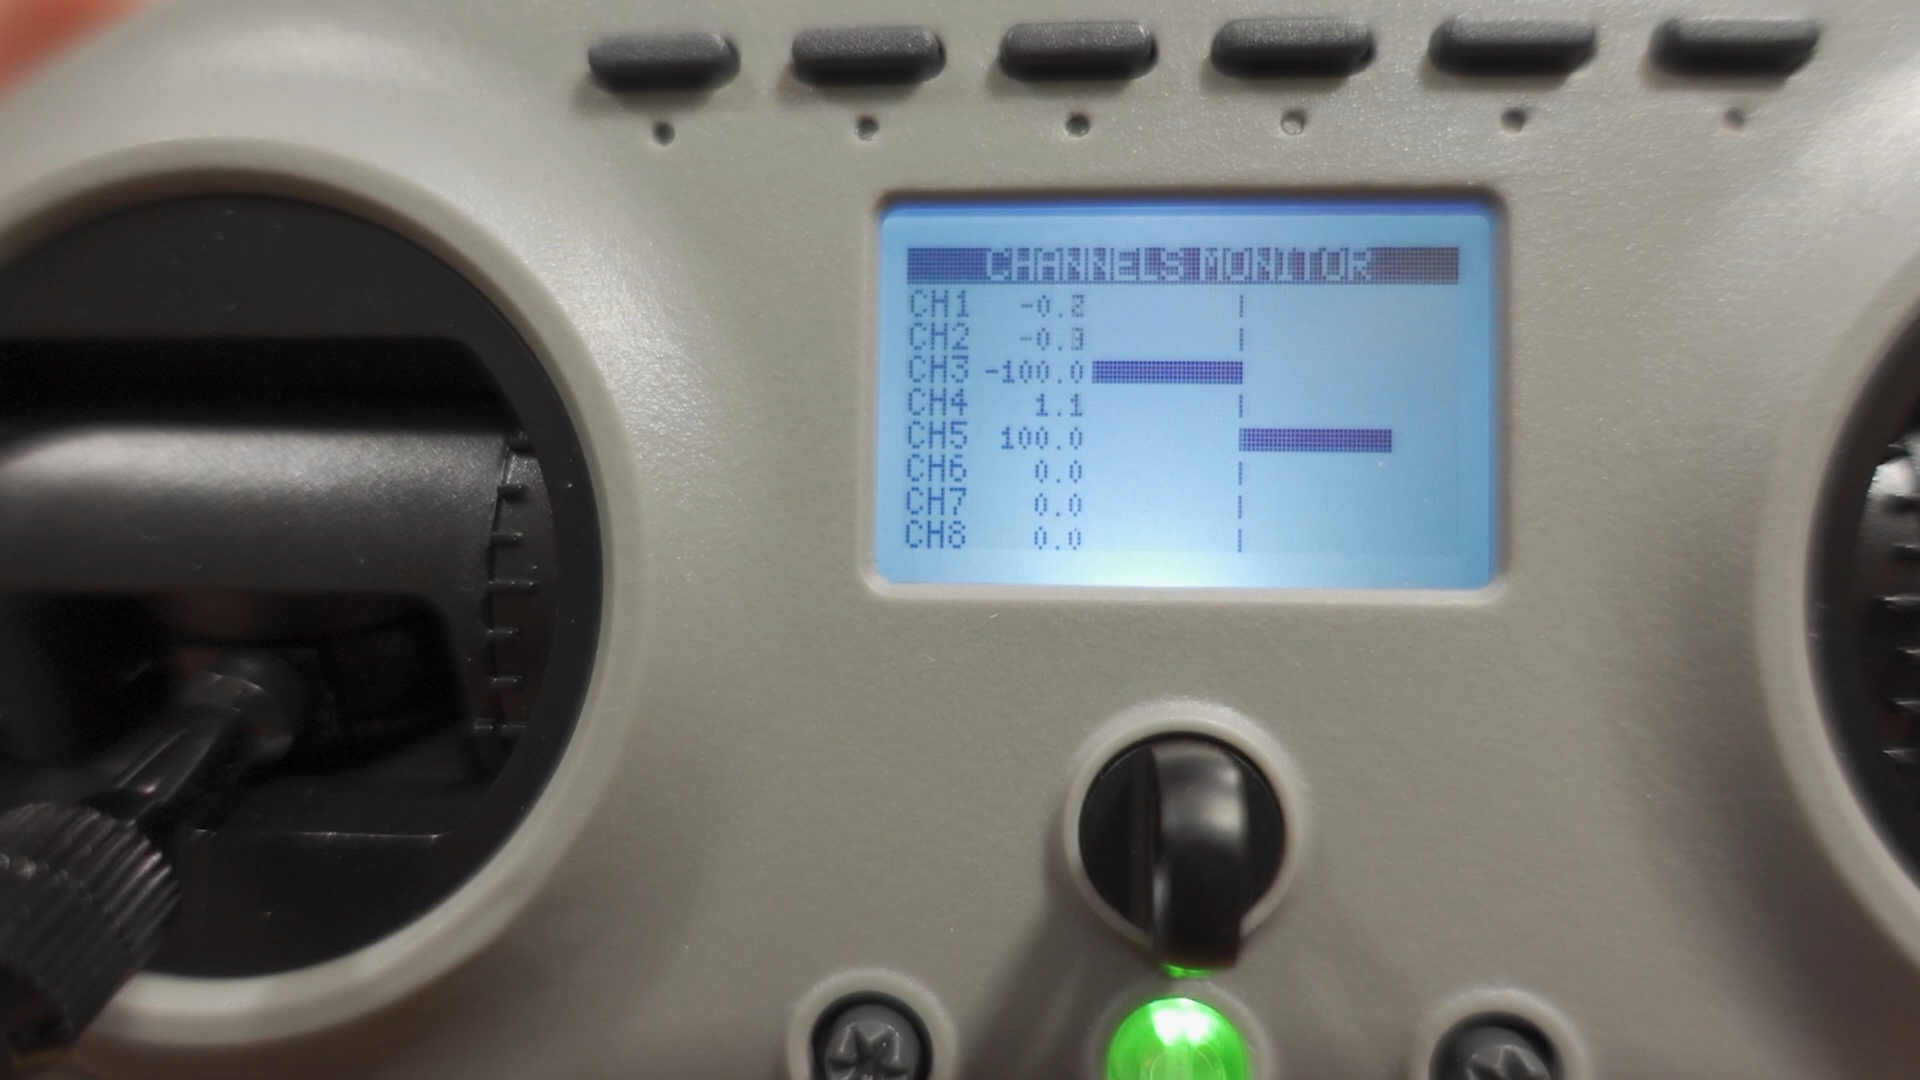 CHANNELS MONITOR
CH1 -0.2
CH2 -0.3
CH3 -100.0
CH4 1.1
CH5 100.0
CH6 0.0
CH7 0.0
CH8 0.0